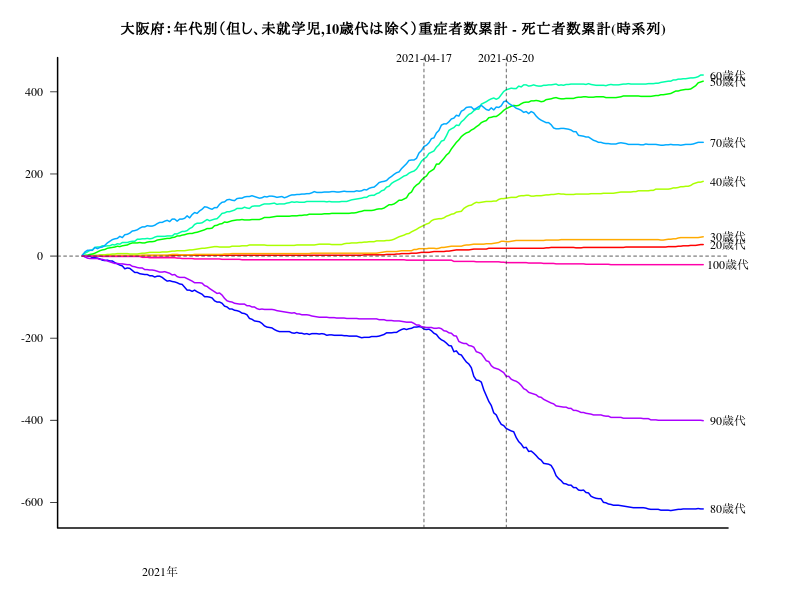 大阪府：年代別（但し、未就学児,10歳代は除く）重症者数累計 - 死亡者数累計(時系列)
2021-04-17 2021-05-20
400
200
0
-200
-400
-600
60歳代
50歳代
70歳代
40歳代
30歳代
20歳代
100歳代
90歳代
80歳代
2021年